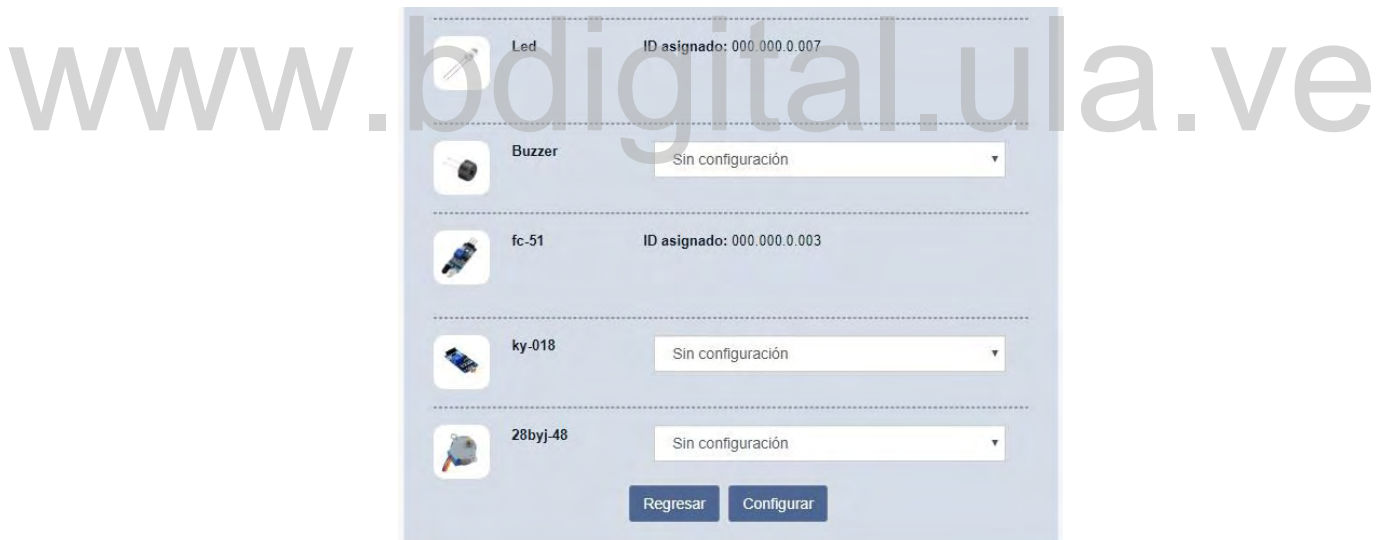 www.bdigital.ula.ve
Led ID asignado: 000.000.0.007
Buzzer Sin configuración
fc-51 ID asignado: 000.000.0.003
ky-018 Sin configuración
28byj-48 Sin configuración
Regresar Configurar